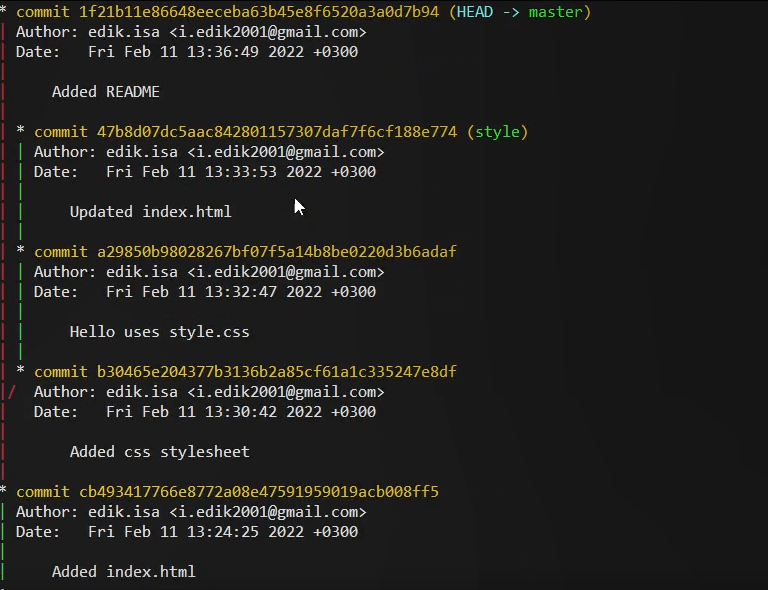 * commit 1f21b11e86648eeceba63b45e8f6520a3a0d7b94 (HEAD -> master)
| Author: edik.isa <i.edik2001@gmail.com>
| Date:   Fri Feb 11 13:36:49 2022 +0300
|
|     Added README
|
| * commit 47b8d07dc5aac842801157307daf7f6cf188e774 (style)
| | Author: edik.isa <i.edik2001@gmail.com>
| | Date:   Fri Feb 11 13:33:53 2022 +0300
| |
| |     Updated index.html
| |
| * commit a29850b98028267bf07f5a14b8be0220d3b6adaf
| | Author: edik.isa <i.edik2001@gmail.com>
| | Date:   Fri Feb 11 13:32:47 2022 +0300
| |
| |     Hello uses style.css
| |
| * commit b30465e204377b3136b2a85cf61a1c335247e8df
|/  Author: edik.isa <i.edik2001@gmail.com>
|   Date:   Fri Feb 11 13:30:42 2022 +0300
|
|       Added css stylesheet
|
* commit cb493417766e8772a08e47591959019acb008ff5
| Author: edik.isa <i.edik2001@gmail.com>
| Date:   Fri Feb 11 13:24:25 2022 +0300
|
|     Added index.html